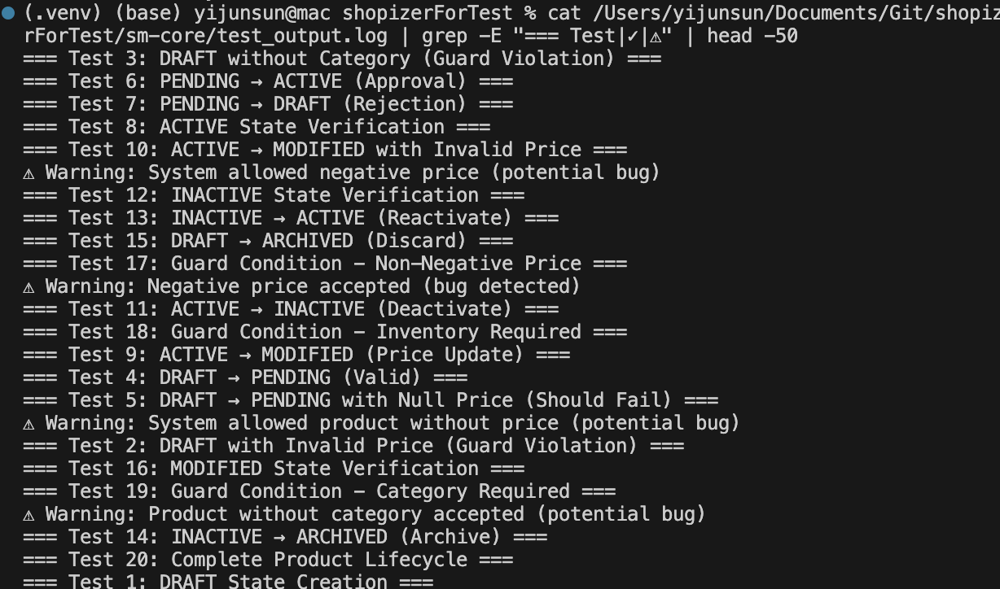 (.venv) (base) yijunsun@mac shopizerForTest % cat /Users/yijunsun/Documents/Git/shopiz
rForTest/sm-core/test_output.log | grep -E "=== Test|✓|⚠" | head -50
=== Test 3: DRAFT without Category (Guard Violation) ===
=== Test 6: PENDING → ACTIVE (Approval) ===
=== Test 7: PENDING → DRAFT (Rejection) ===
=== Test 8: ACTIVE State Verification ===
=== Test 10: ACTIVE → MODIFIED with Invalid Price ===
⚠ Warning: System allowed negative price (potential bug)
=== Test 12: INACTIVE State Verification ===
=== Test 13: INACTIVE → ACTIVE (Reactivate) ===
=== Test 15: DRAFT → ARCHIVED (Discard) ===
=== Test 17: Guard Condition - Non-Negative Price ===
⚠ Warning: Negative price accepted (bug detected)
=== Test 11: ACTIVE → INACTIVE (Deactivate) ===
=== Test 18: Guard Condition - Inventory Required ===
=== Test 9: ACTIVE → MODIFIED (Price Update) ===
=== Test 4: DRAFT → PENDING (Valid) ===
=== Test 5: DRAFT → PENDING with Null Price (Should Fail) ===
⚠ Warning: System allowed product without price (potential bug)
=== Test 2: DRAFT with Invalid Price (Guard Violation) ===
=== Test 16: MODIFIED State Verification ===
=== Test 19: Guard Condition - Category Required ===
⚠ Warning: Product without category accepted (potential bug)
=== Test 14: INACTIVE → ARCHIVED (Archive) ===
=== Test 20: Complete Product Lifecycle ===
=== Test 1: DRAFT State Creation ===